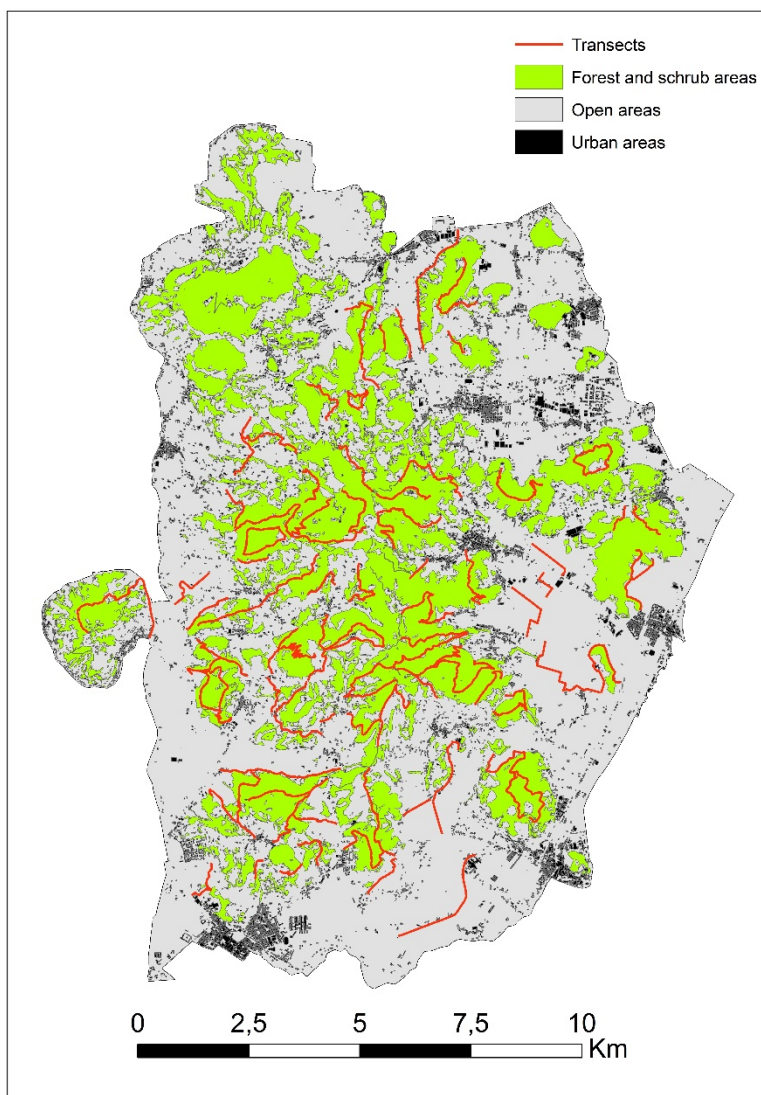 Transects
Forest and schrub areas
Open areas
Urban areas
0 2,5 5 7,5 10
Km